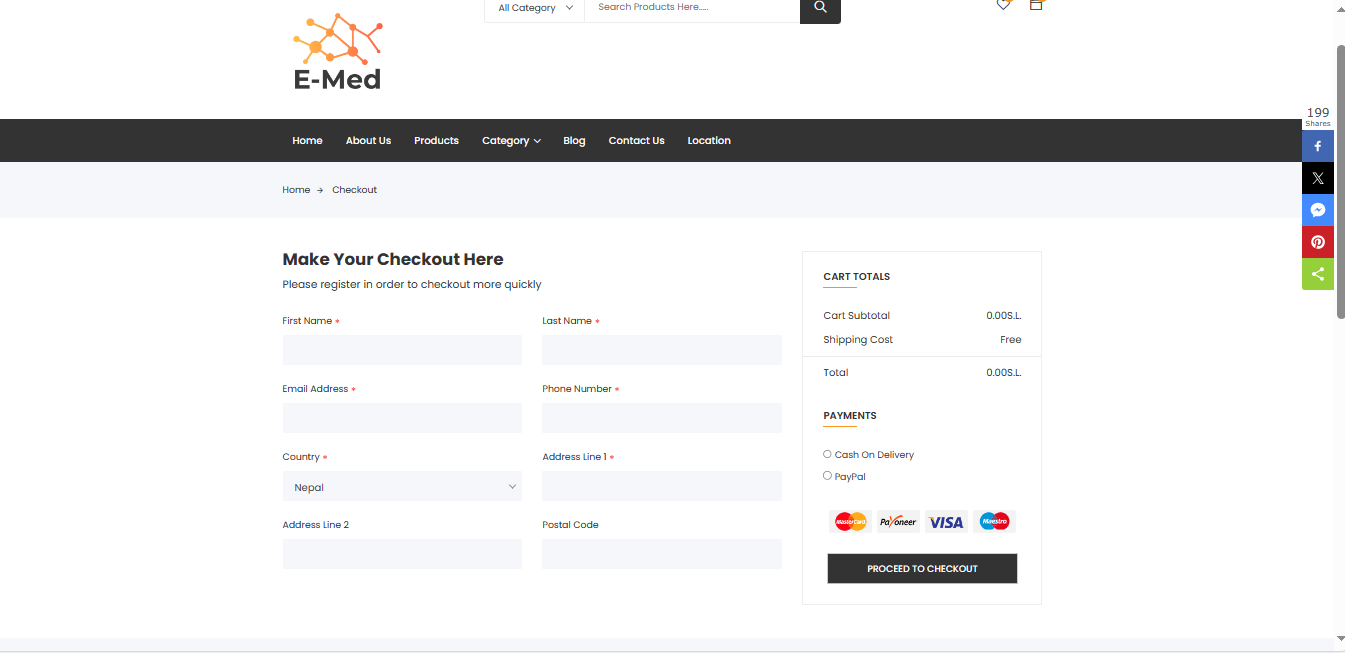 All Category
Search Products Here.....
E-Med
199
Shares
Home About Us Products Category Blog Contact Us Location
Home → Checkout
Make Your Checkout Here
Please register in order to checkout more quickly
First Name *
Last Name *
Email Address *
Phone Number *
Country *
Address Line 1 *
Nepal
Address Line 2
Postal Code
CART TOTALS
Cart Subtotal 0.00S.L.
Shipping Cost Free
Total 0.00S.L.
PAYMENTS
Cash On Delivery
PayPal
MasterCard Payoneer VISA Maestro
PROCEED TO CHECKOUT